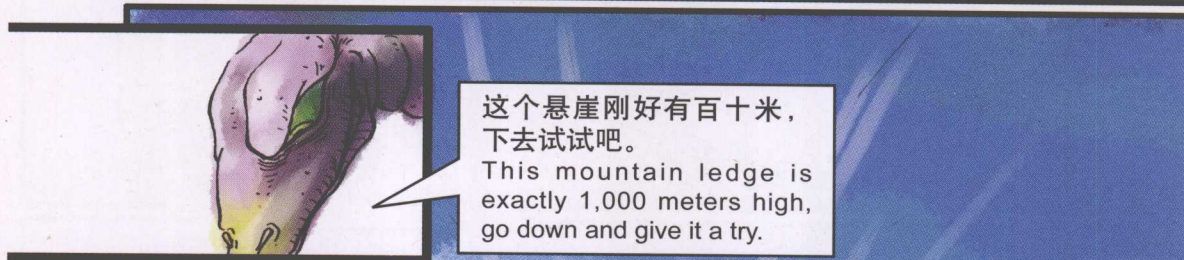 这个悬崖刚好有百十米，
下去试试吧。
This mountain ledge is
exactly 1,000 meters high,
go down and give it a try.